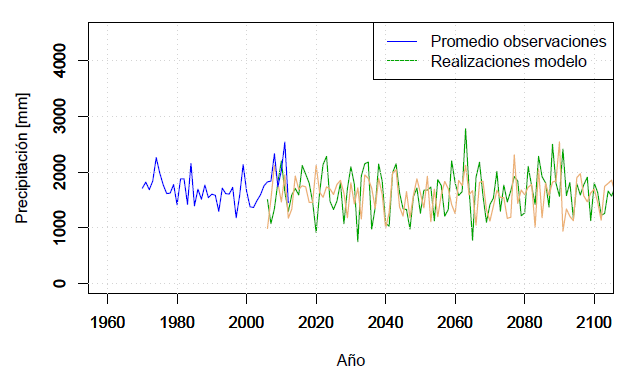 Promedio observaciones
Realizaciones modelo
Precipitación [mm]
4000
3000
2000
1000
0
1960 1980 2000 2020 2040 2060 2080 2100
Año